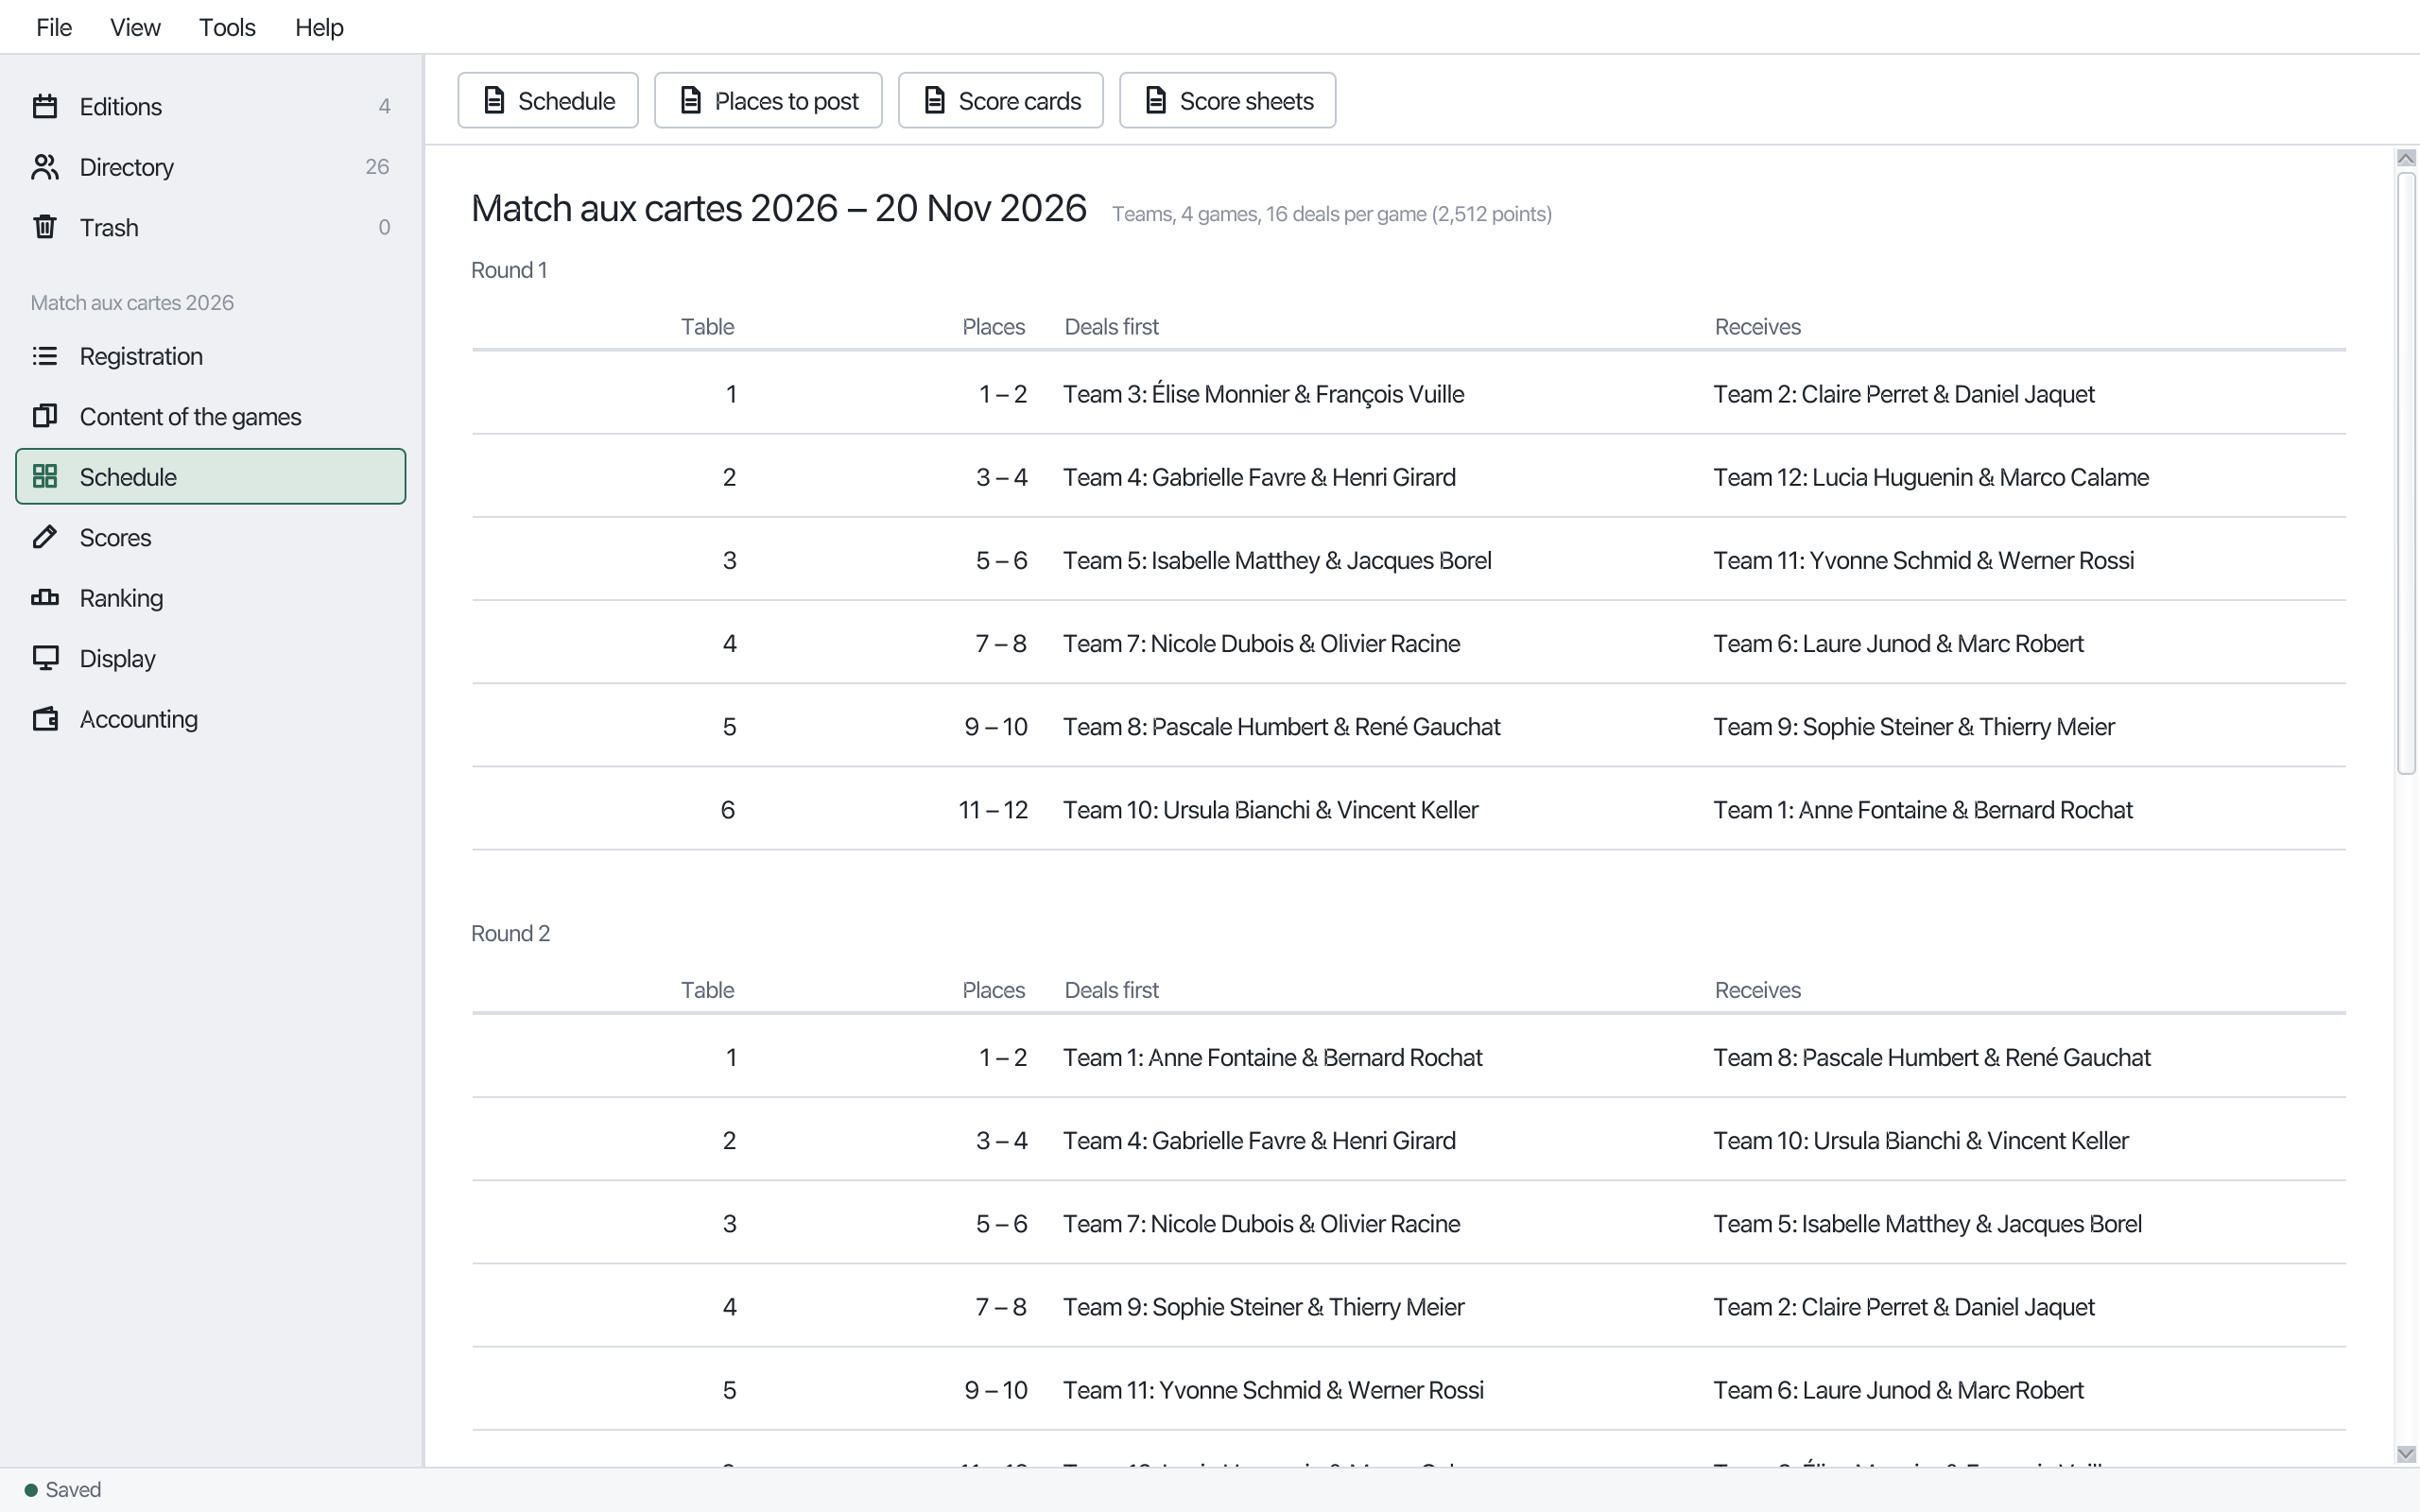 File View Tools Help
Editions 4
Directory 26
Trash 0
Match aux cartes 2026
Registration
Content of the games
Schedule
Scores
Ranking
Display
Accounting
Schedule Places to post Score cards Score sheets
Match aux cartes 2026 – 20 Nov 2026 Teams, 4 games, 16 deals per game (2,512 points)
Round 1
Table Places Deals first Receives
1 1 – 2 Team 3: Élise Monnier & François Vuille Team 2: Claire Perret & Daniel Jaquet
2 3 – 4 Team 4: Gabrielle Favre & Henri Girard Team 12: Lucia Huguenin & Marco Calame
3 5 – 6 Team 5: Isabelle Matthey & Jacques Borel Team 11: Yvonne Schmid & Werner Rossi
4 7 – 8 Team 7: Nicole Dubois & Olivier Racine Team 6: Laure Junod & Marc Robert
5 9 – 10 Team 8: Pascale Humbert & René Gauchat Team 9: Sophie Steiner & Thierry Meier
6 11 – 12 Team 10: Ursula Bianchi & Vincent Keller Team 1: Anne Fontaine & Bernard Rochat
Round 2
Table Places Deals first Receives
1 1 – 2 Team 1: Anne Fontaine & Bernard Rochat Team 8: Pascale Humbert & René Gauchat
2 3 – 4 Team 4: Gabrielle Favre & Henri Girard Team 10: Ursula Bianchi & Vincent Keller
3 5 – 6 Team 7: Nicole Dubois & Olivier Racine Team 5: Isabelle Matthey & Jacques Borel
4 7 – 8 Team 9: Sophie Steiner & Thierry Meier Team 2: Claire Perret & Daniel Jaquet
5 9 – 10 Team 11: Yvonne Schmid & Werner Rossi Team 6: Laure Junod & Marc Robert
Saved